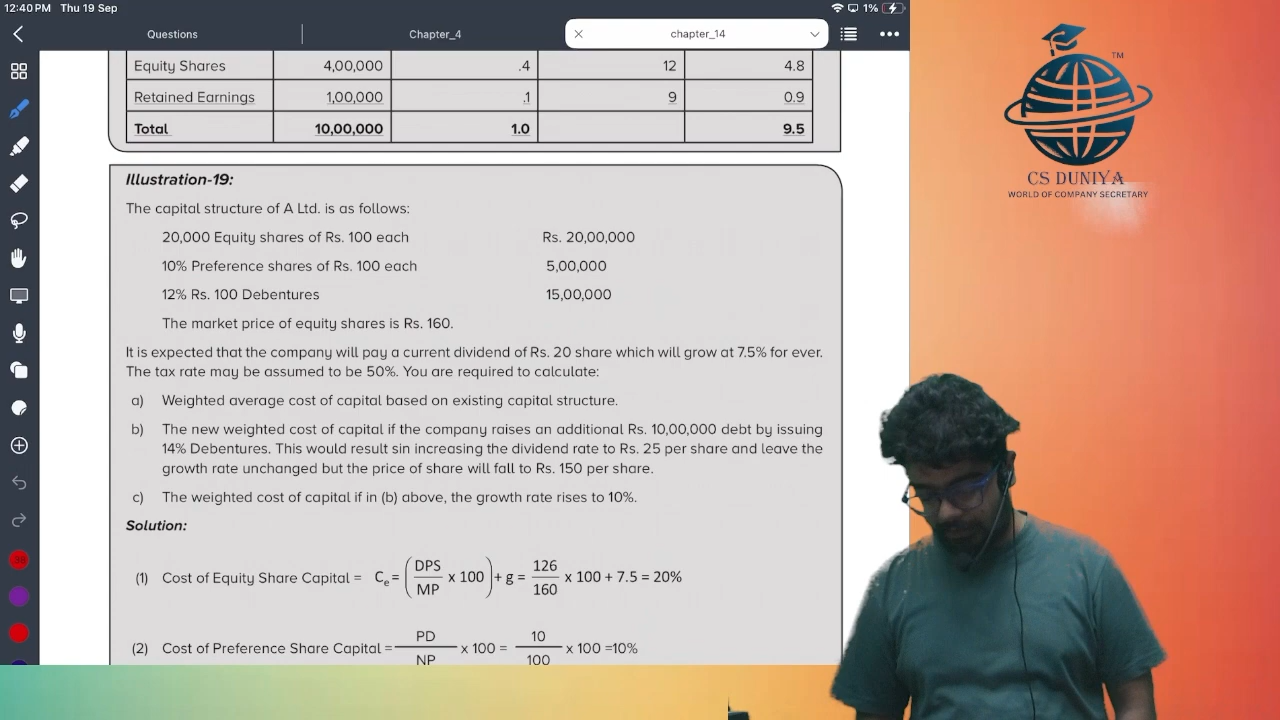 12:40 PM Thu 19 Sep
1%
Questions
Chapter_4
chapter_14
Equity Shares 4,00,000 .4 12 4.8
Retained Earnings 1,00,000 .1 9 0.9
Total 10,00,000 1.0 9.5
Illustration-19:
The capital structure of A Ltd. is as follows:
20,000 Equity shares of Rs. 100 each Rs. 20,00,000
10% Preference shares of Rs. 100 each 5,00,000
12% Rs. 100 Debentures 15,00,000
The market price of equity shares is Rs. 160.
It is expected that the company will pay a current dividend of Rs. 20 share which will grow at 7.5% for ever.
The tax rate may be assumed to be 50%. You are required to calculate:
a) Weighted average cost of capital based on existing capital structure.
b) The new weighted cost of capital if the company raises an additional Rs. 10,00,000 debt by issuing
14% Debentures. This would result sin increasing the dividend rate to Rs. 25 per share and leave the
growth rate unchanged but the price of share will fall to Rs. 150 per share.
c) The weighted cost of capital if in (b) above, the growth rate rises to 10%.
Solution:
(1) Cost of Equity Share Capital = Ce = (DPS/MP x 100) + g = 126/160 x 100 + 7.5 = 20%
(2) Cost of Preference Share Capital = PD/NP x 100 = 10/100 x 100 =10%
TM
CS DUNIYA
WORLD OF COMPANY SECRETARY